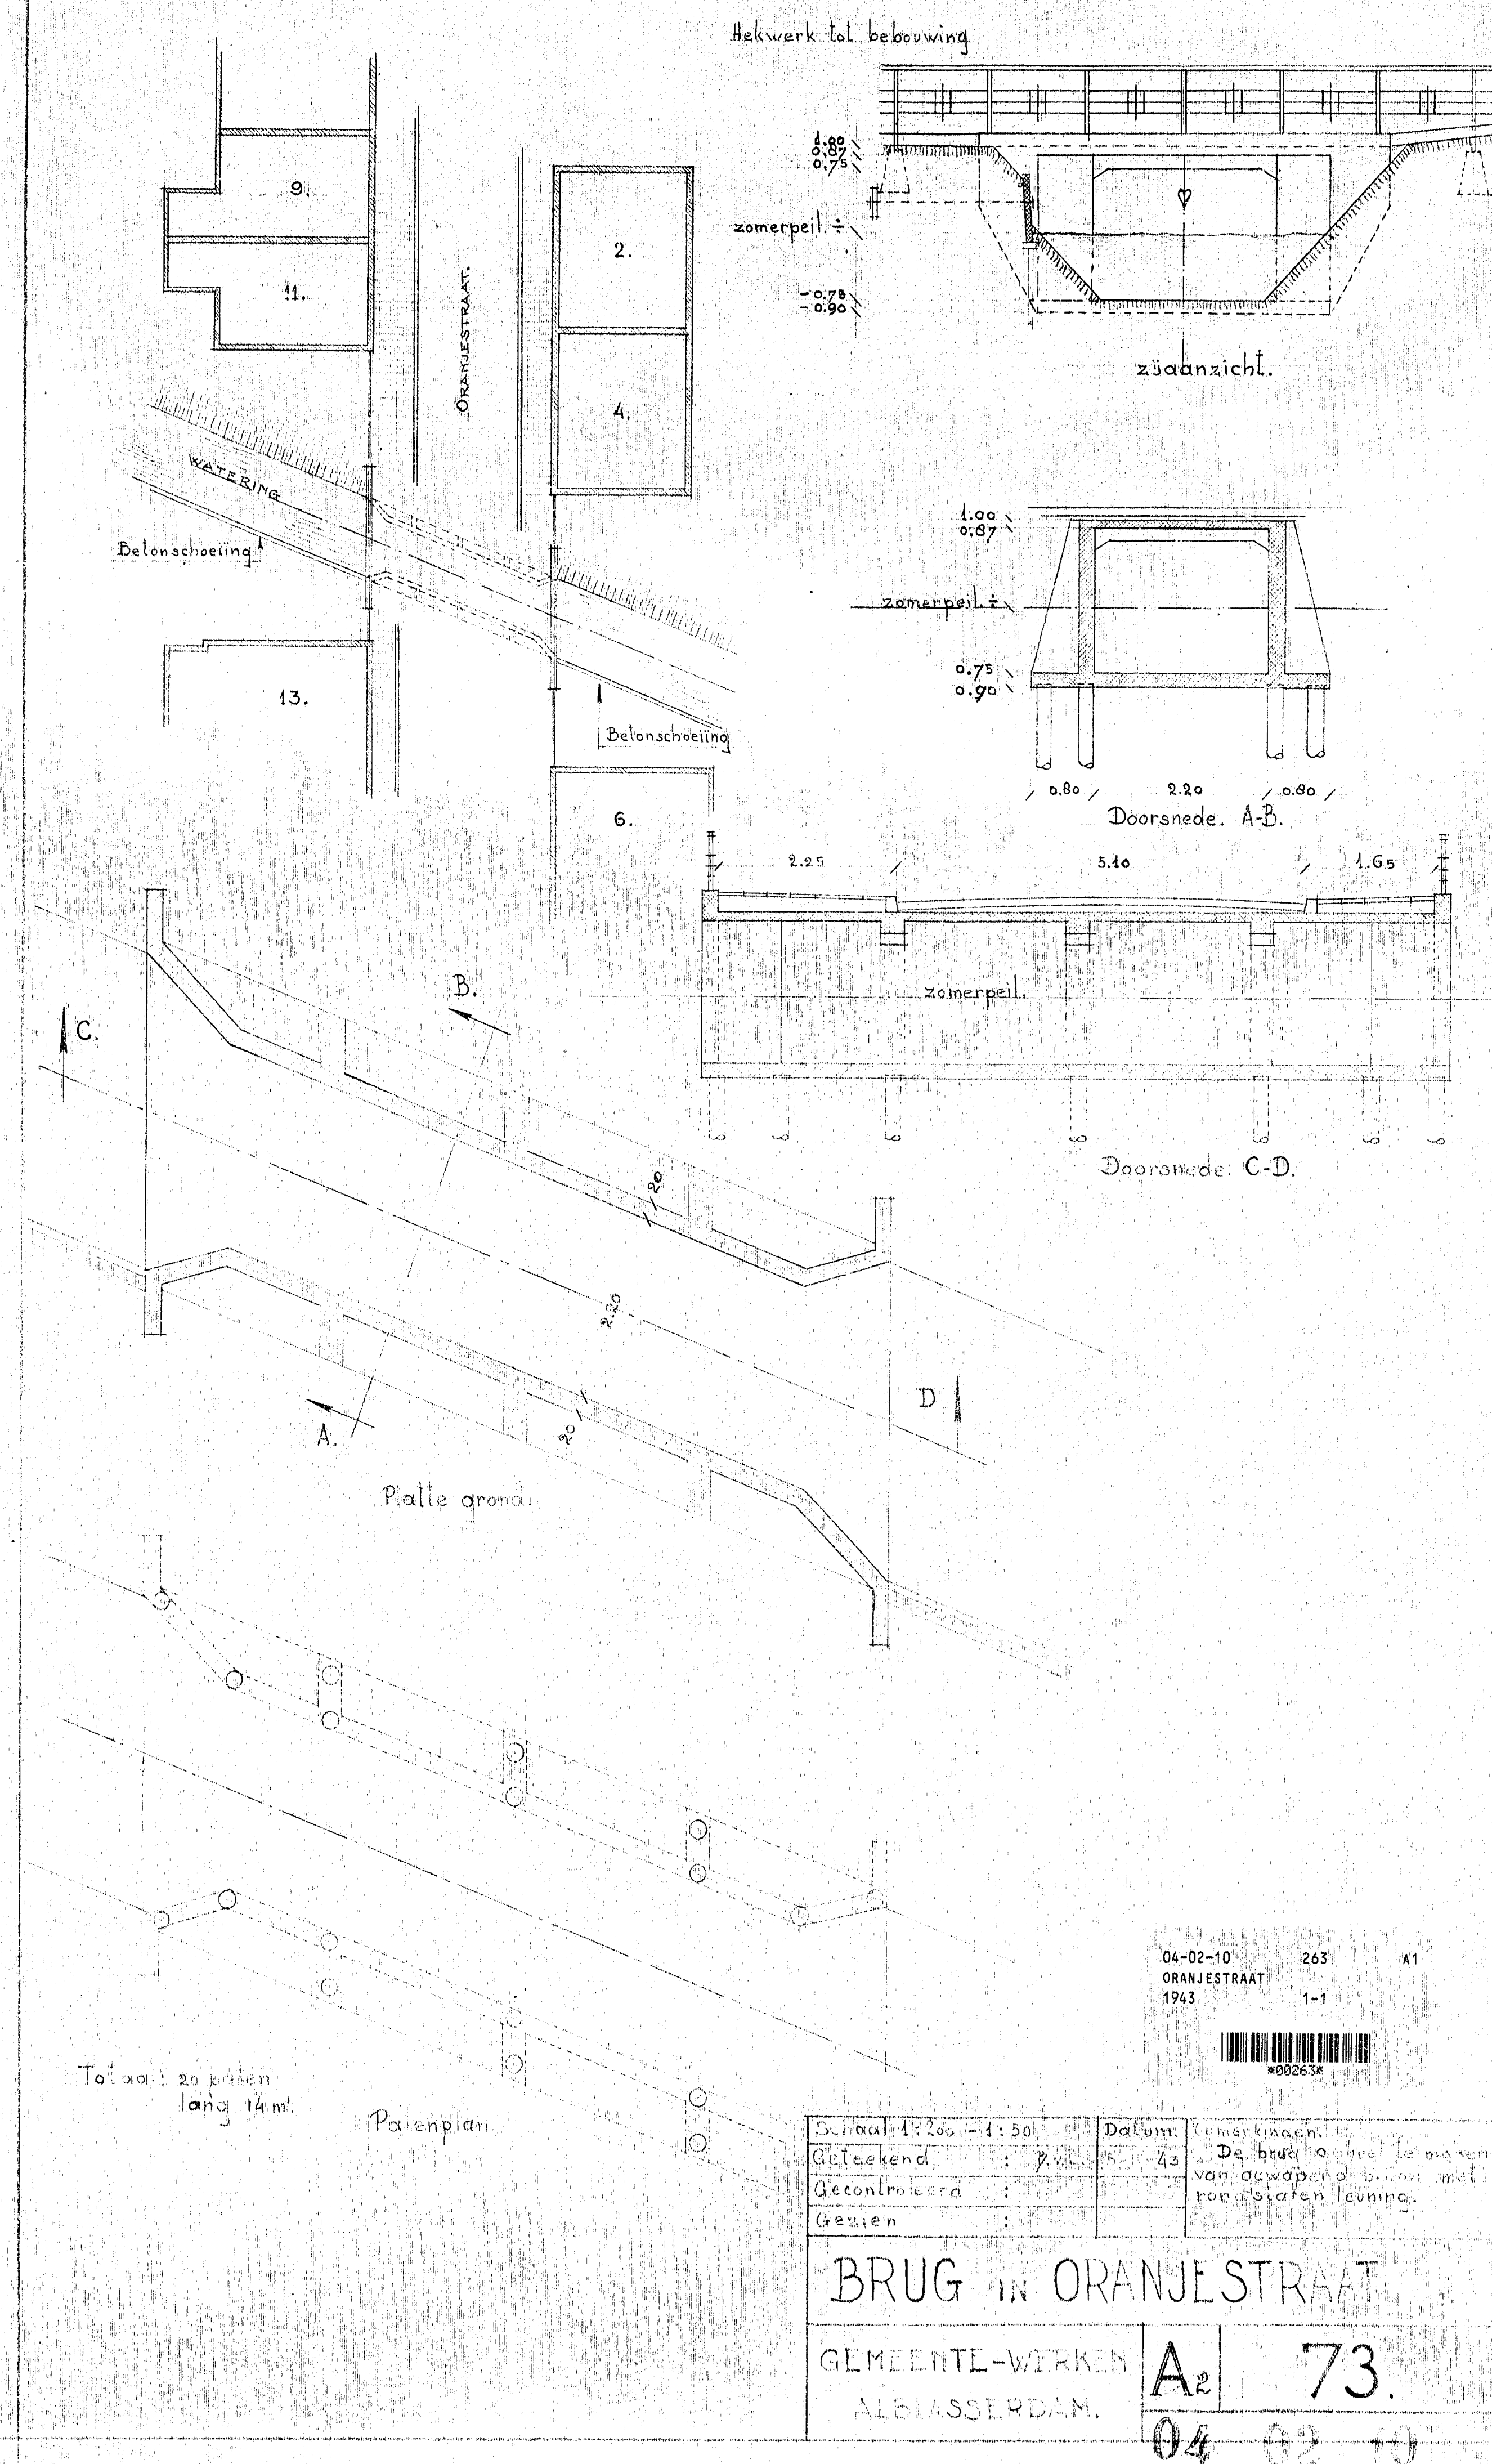 Hekwerk tot bebouwing
1.00
0.87
0.75
zomerpeil. ÷
-0.75
-0.90
zijaanzicht.
9.
11.
2.
4.
ORANJESTRAAT.
WATERING
Betonschoeiing
13.
Betonschoeiing
6.
1.00
0.87
zomerpeil. ÷
0.75
0.90
0.80 2.20 0.80
Doorsnede. A-B.
2.25 5.10 1.65
zomerpeil.
Doorsnede C-D.
C.
B.
20
2.20
20
A.
D
Platte grond.
Totaal: 20 palen
lang 14 m'.
Palenplan.
04-02-10 263 A1
ORANJESTRAAT
1943 1-1
*00263*
Schaal 1:200 - 1:50 Datum
Geteekend : 43
Gecontroleerd :
Gezien :
De brug geheel te maken
van gewapend beton met
leuning.
BRUG IN ORANJESTRAAT
GEMEENTE-WERKEN
ALBLASSERDAM.
A2 73.
04 02 10